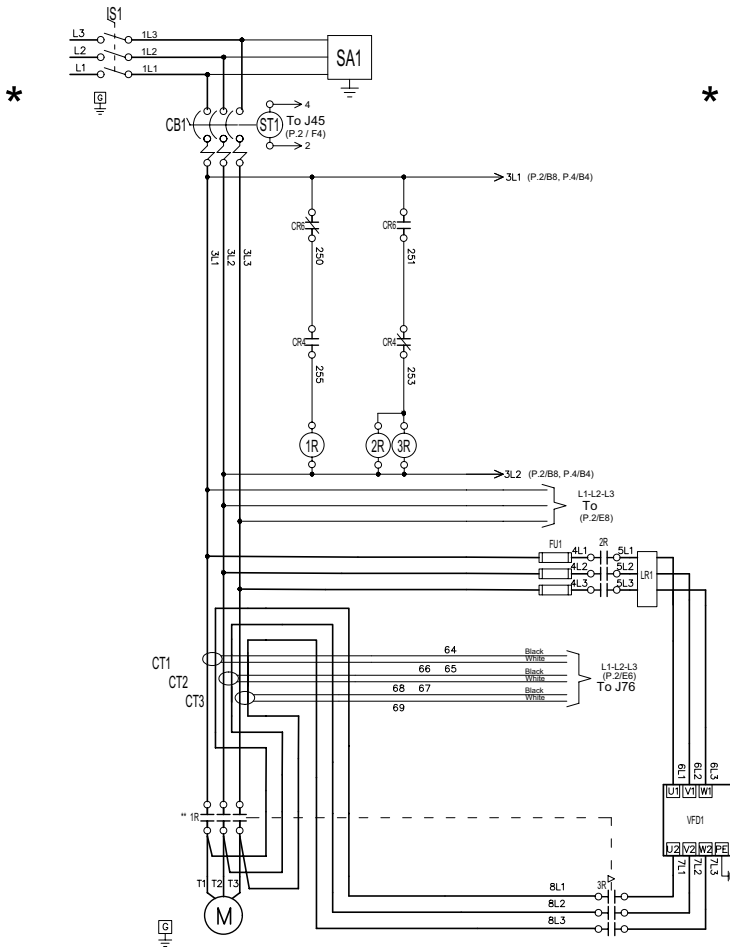 IS1
L3 1L3
L2 1L2
L1 1L1
SA1
*
*
G
CB1
ST1
4
To J45
(P.2 / F4)
2
3L1 (P.2/B8, P.4/B4)
CR6
CR6
3L1
3L2
3L3
250
251
CR4
CR4
255
253
1R
2R
3R
3L2 (P.2/B8, P.4/B4)
L1-L2-L3
To
(P.2/E8)
FU1
2R
4L1 5L1
4L2 5L2
4L3 5L3
LR1
CT1
CT2
CT3
64
Black
White
66 65
Black
White
68 67
Black
White
69
L1-L2-L3
(P.2/E6)
To J76
6L1
6L2
6L3
U1 V1 W1
VFD1
U2 V2 W2 PE
7L1
7L2
7L3
** 1R
T1 T2 T3
M
G
8L1
8L2
8L3
3R